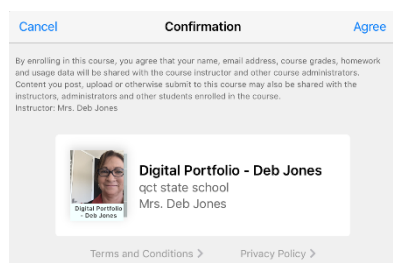 Cancel Confirmation Agree
By enrolling in this course, you agree that your name, email address, course grades, homework
and usage data will be shared with the course instructor and other course administrators.
Content you post, upload or otherwise submit to this course may also be shared with the
instructors, administrators and other students enrolled in the course.
Instructor: Mrs. Deb Jones
Digital Portfolio - Deb Jones
qct state school
Mrs. Deb Jones
Digital Portfolio
- Deb Jones
Terms and Conditions > Privacy Policy >